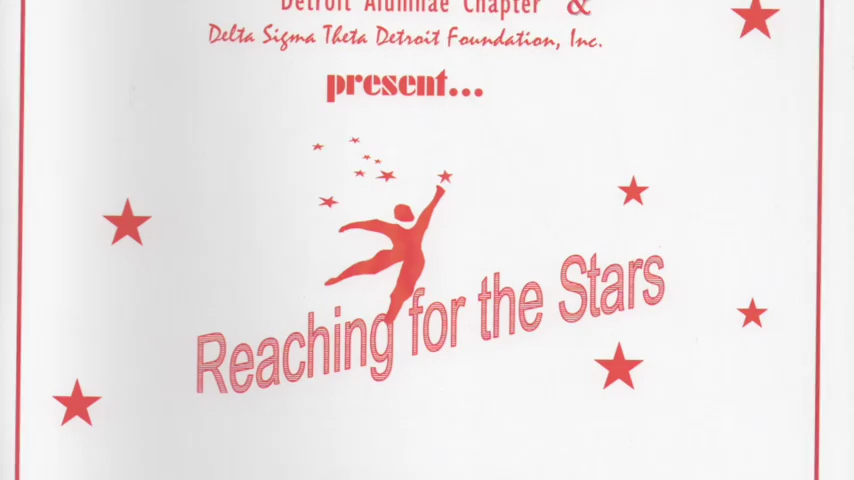 Detroit Alumnae Chapter &
Delta Sigma Theta Detroit Foundation, Inc.
present...
Reaching for the Stars